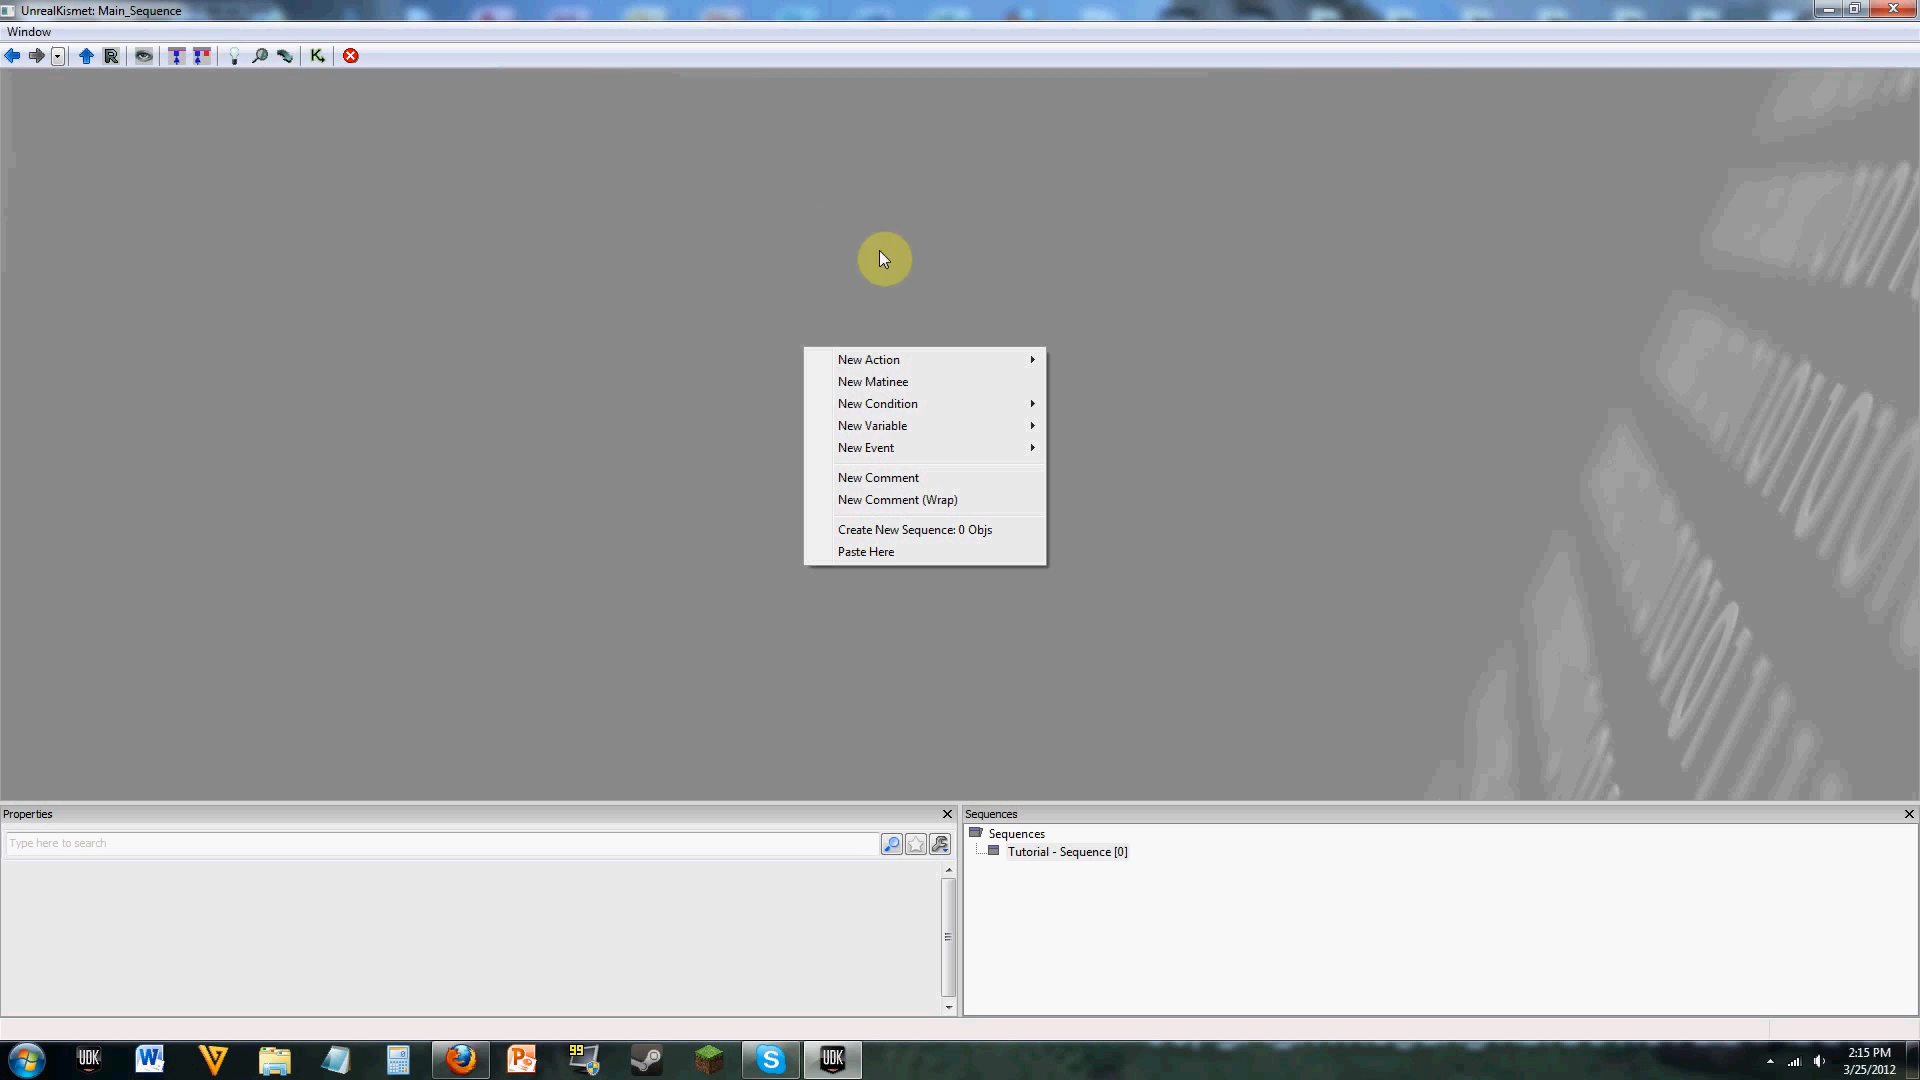 UnrealKismet: Main_Sequence
Window
New Action
New Matinee
New Condition
New Variable
New Event
New Comment
New Comment (Wrap)
Create New Sequence: 0 Objs
Paste Here
Properties
Type here to search
Sequences
Sequences
Tutorial - Sequence [0]
UDK
99
UDK
2:15 PM
3/25/2012